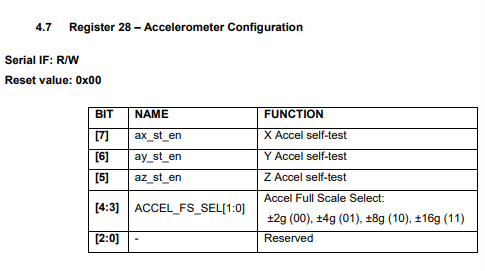 4.7 Register 28 – Accelerometer Configuration
Serial IF: R/W
Reset value: 0x00
BIT NAME FUNCTION
[7] ax_st_en X Accel self-test
[6] ay_st_en Y Accel self-test
[5] az_st_en Z Accel self-test
[4:3] ACCEL_FS_SEL[1:0] Accel Full Scale Select:
±2g (00), ±4g (01), ±8g (10), ±16g (11)
[2:0] - Reserved